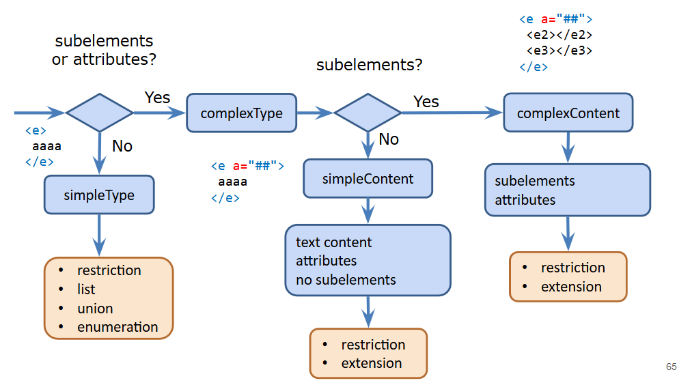 subelements
or attributes?
Yes
No
<e>
aaaa
</e>
simpleType
• restriction
• list
• union
• enumeration
complexType
<e a="##">
aaaa
</e>
subelements?
Yes
No
simpleContent
text content
attributes
no subelements
• restriction
• extension
<e a="##">
<e2></e2>
<e3></e3>
</e>
complexContent
subelements
attributes
• restriction
• extension
65